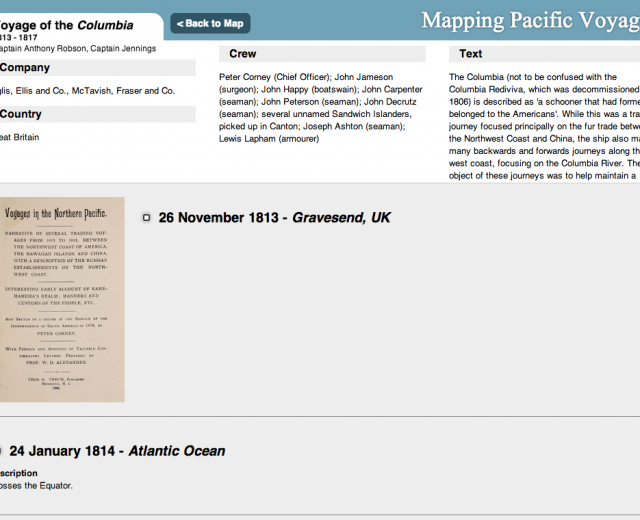 oyage of the Columbia
813 - 1817
aptain Anthony Robson, Captain Jennings
Company
glis, Ellis and Co., McTavish, Fraser and Co.
Country
eat Britain
< Back to Map
Mapping Pacific Voyag
Crew
Peter Corney (Chief Officer); John Jameson
(surgeon); John Happy (boatswain); John Carpenter
(seaman); John Peterson (seaman); John Decrutz
(seaman); several unnamed Sandwich Islanders,
picked up in Canton; Joseph Ashton (seaman);
Lewis Lapham (armourer)
Text
The Columbia (not to be confused with the
Columbia Rediviva, which was decommissioned
1806) is described as 'a schooner that had forme
belonged to the Americans'. While this was a tra
journey focused principally on the fur trade betwe
the Northwest Coast and China, the ship also ma
many backwards and forwards journeys along th
west coast, focusing on the Columbia River. The
object of these journeys was to help maintain a
Voyages in the Northern Pacific.
NARRATIVE OF SEVERAL TRADING VOY-
AGES FROM 1813 TO 1818, BETWEEN
THE NORTHWEST COAST OF AMERICA,
THE HAWAIIAN ISLANDS AND CHINA,
WITH A DESCRIPTION OF THE RUSSIAN
ESTABLISHMENTS ON THE NORTH-
WEST COAST.
INTERESTING EARLY ACCOUNT OF KAME-
HAMEHA'S REALM; MANNERS AND
CUSTOMS OF THE PEOPLE, ETC.
AND SKETCH OF A CRUISE IN THE SERVICE OF THE
INDEPENDENTS OF SOUTH AMERICA IN 1819, BY
PETER CORNEY.
WITH PREFACE AND APPENDIX OF VALUABLE CON-
FIRMATORY LETTERS PREPARED BY
PROF. W. D. ALEXANDER
THOS. G. THRUM, PUBLISHER,
HONOLULU, H. I.
1896.
26 November 1813 - Gravesend, UK
24 January 1814 - Atlantic Ocean
scription
osses the Equator.